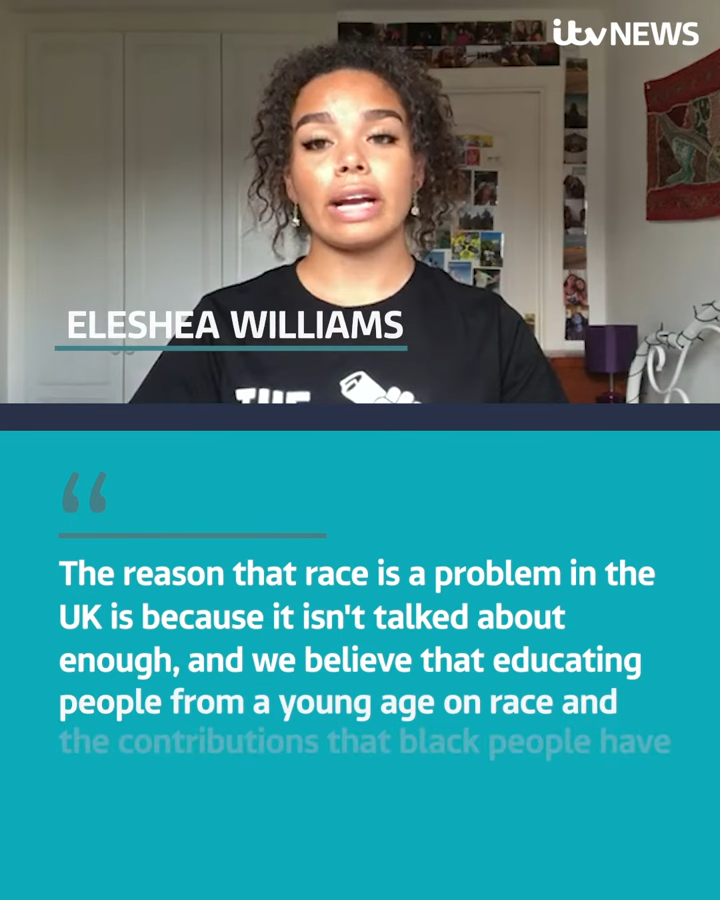 itv NEWS
ELESHEA WILLIAMS
THE
“
The reason that race is a problem in the
UK is because it isn't talked about
enough, and we believe that educating
people from a young age on race and
the contributions that black people have